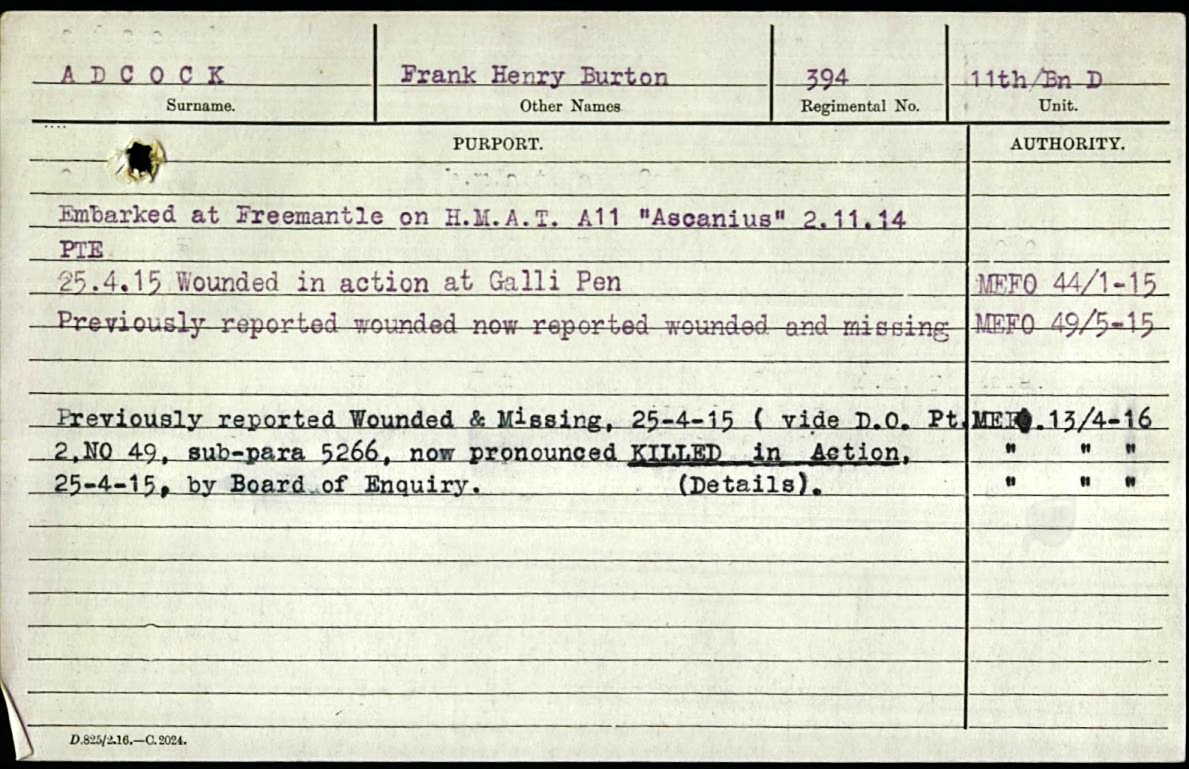 ADCOCK Frank Henry Burton 394 11th/Bn D
Surname. Other Names Regimental No. Unit.
PURPORT. AUTHORITY.
Embarked at Freemantle on H.M.A.T. A11 "Ascanius" 2.11.14
PTE
25.4.15 Wounded in action at Galli Pen MEFO 44/1-15
Previously reported wounded now reported wounded and missing MEFO 49/5-15
Previously reported Wounded & Missing, 25-4-15 ( vide D.O. Pt. 13/4-16
2,NO 49, sub-para 5266, now pronounced KILLED in Action, " " "
25-4-15, by Board of Enquiry. (Details). " " "
D.825/2.16.—C.2024.